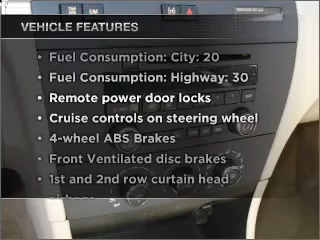 VEHICLE FEATURES
• Fuel Consumption: City: 20
• Fuel Consumption: Highway: 30
• Remote power door locks
• Cruise controls on steering wheel
• 4-wheel ABS Brakes
• Front Ventilated disc brakes
• 1st and 2nd row curtain head